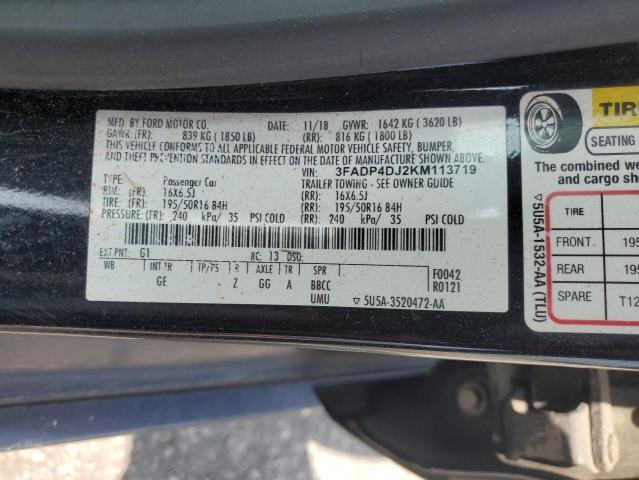 MFD. BY FORD MOTOR CO. DATE: 11/18 GVWR: 1642 KG ( 3620 LB)
GAWR: (FR): 839 KG ( 1850 LB) (RR): 816 KG ( 1800 LB)
THIS VEHICLE CONFORMS TO ALL APPLICABLE FEDERAL MOTOR VEHICLE SAFETY, BUMPER,
AND THEFT PREVENTION STANDARDS IN EFFECT ON THE DATE OF MANUFACTURE SHOWN ABOVE.
VIN: 3FADP4DJ2KM113719
TYPE: Passenger Car TRAILER TOWING - SEE OWNER GUIDE
RIM: (FR): 16X6.5J (RR): 16X6.5J
TIRE: (FR): 195/50R16 84H (RR): 195/50R16 84H
PRESSURE: (FR): 240 kPa/ 35 PSI COLD (RR): 240 kPa/ 35 PSI COLD
EXT PNT: G1 RC: 13 DSO:
WB INT TR TP/PS R AXLE TR SPR F0042
GE Z GG A BBCC R0121
UMU ▽ 5U5A-3520472-AA
TIR
SEATING
The combined we
and cargo sh
TIRE
FRONT 195
REAR 195
SPARE T12
▽ 5U5A-1532-AA (TLU)